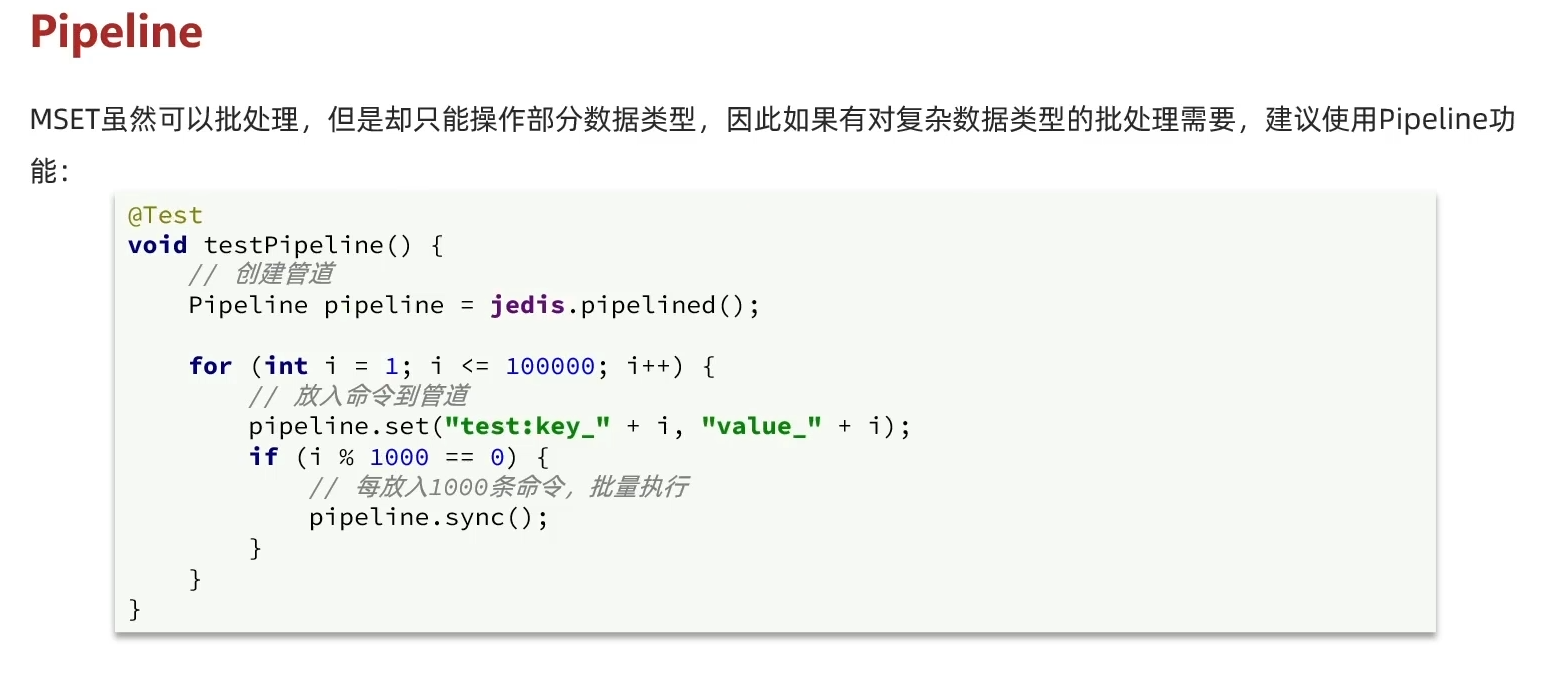 Pipeline
MSET虽然可以批处理，但是却只能操作部分数据类型，因此如果有对复杂数据类型的批处理需要，建议使用Pipeline功
能：
@Test
void testPipeline() {
    // 创建管道
    Pipeline pipeline = jedis.pipelined();
    for (int i = 1; i <= 100000; i++) {
        // 放入命令到管道
        pipeline.set("test:key_" + i, "value_" + i);
        if (i % 1000 == 0) {
            // 每放入1000条命令，批量执行
            pipeline.sync();
        }
    }
}